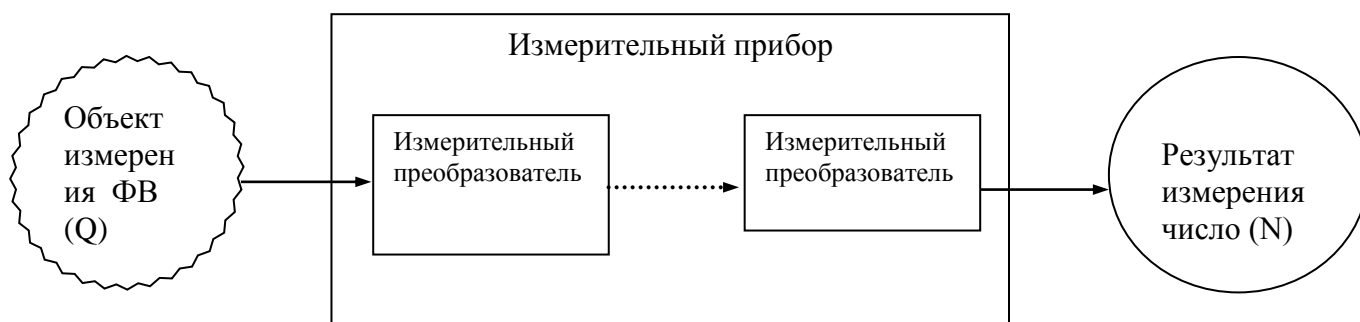 Измерительный прибор
Объект
измерен
ия ФВ
(Q)
Измерительный
преобразователь
Измерительный
преобразователь
Результат
измерения
число (N)